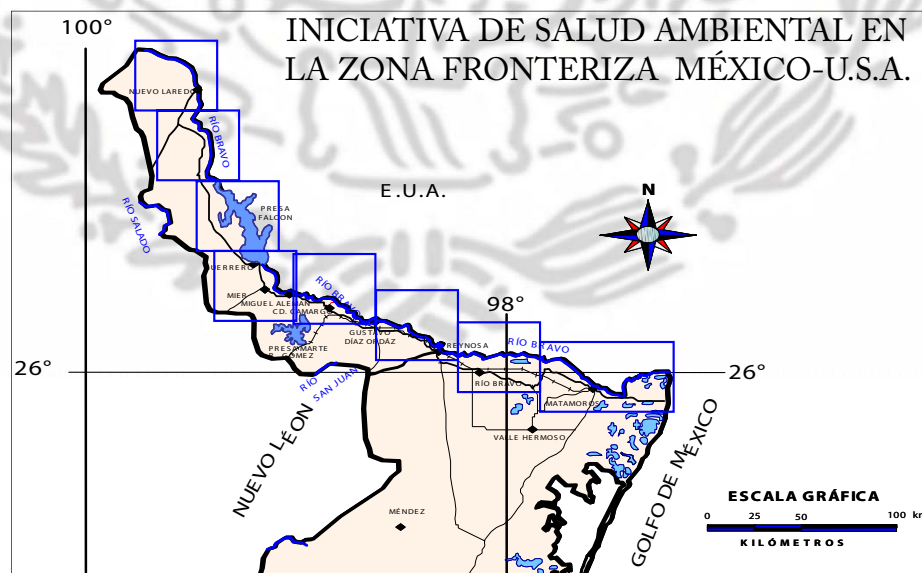 INICIATIVA DE SALUD AMBIENTAL EN
LA ZONA FRONTERIZA MÉXICO-U.S.A.
100°
NUEVO LAREDO
RÍO BRAVO
E.U.A.
N
RÍO SALADO
PRESA
FALCON
GUERRERO
MIER
MIGUEL ALEMÁN
CD. CAMARGO
RÍO BRAVO
98°
GUSTAVO
DÍAZ ORDÁZ
REYNOSA
RÍO BRAVO
PRESA MARTE
R. GÓMEZ
26°
26°
RÍO
SAN JUAN
RÍO BRAVO
MATAMOROS
VALLE HERMOSO
NUEVO LÉON
GOLFO DE MÉXICO
MÉNDEZ
ESCALA GRÁFICA
0 25 50 100 km
KILÓMETROS